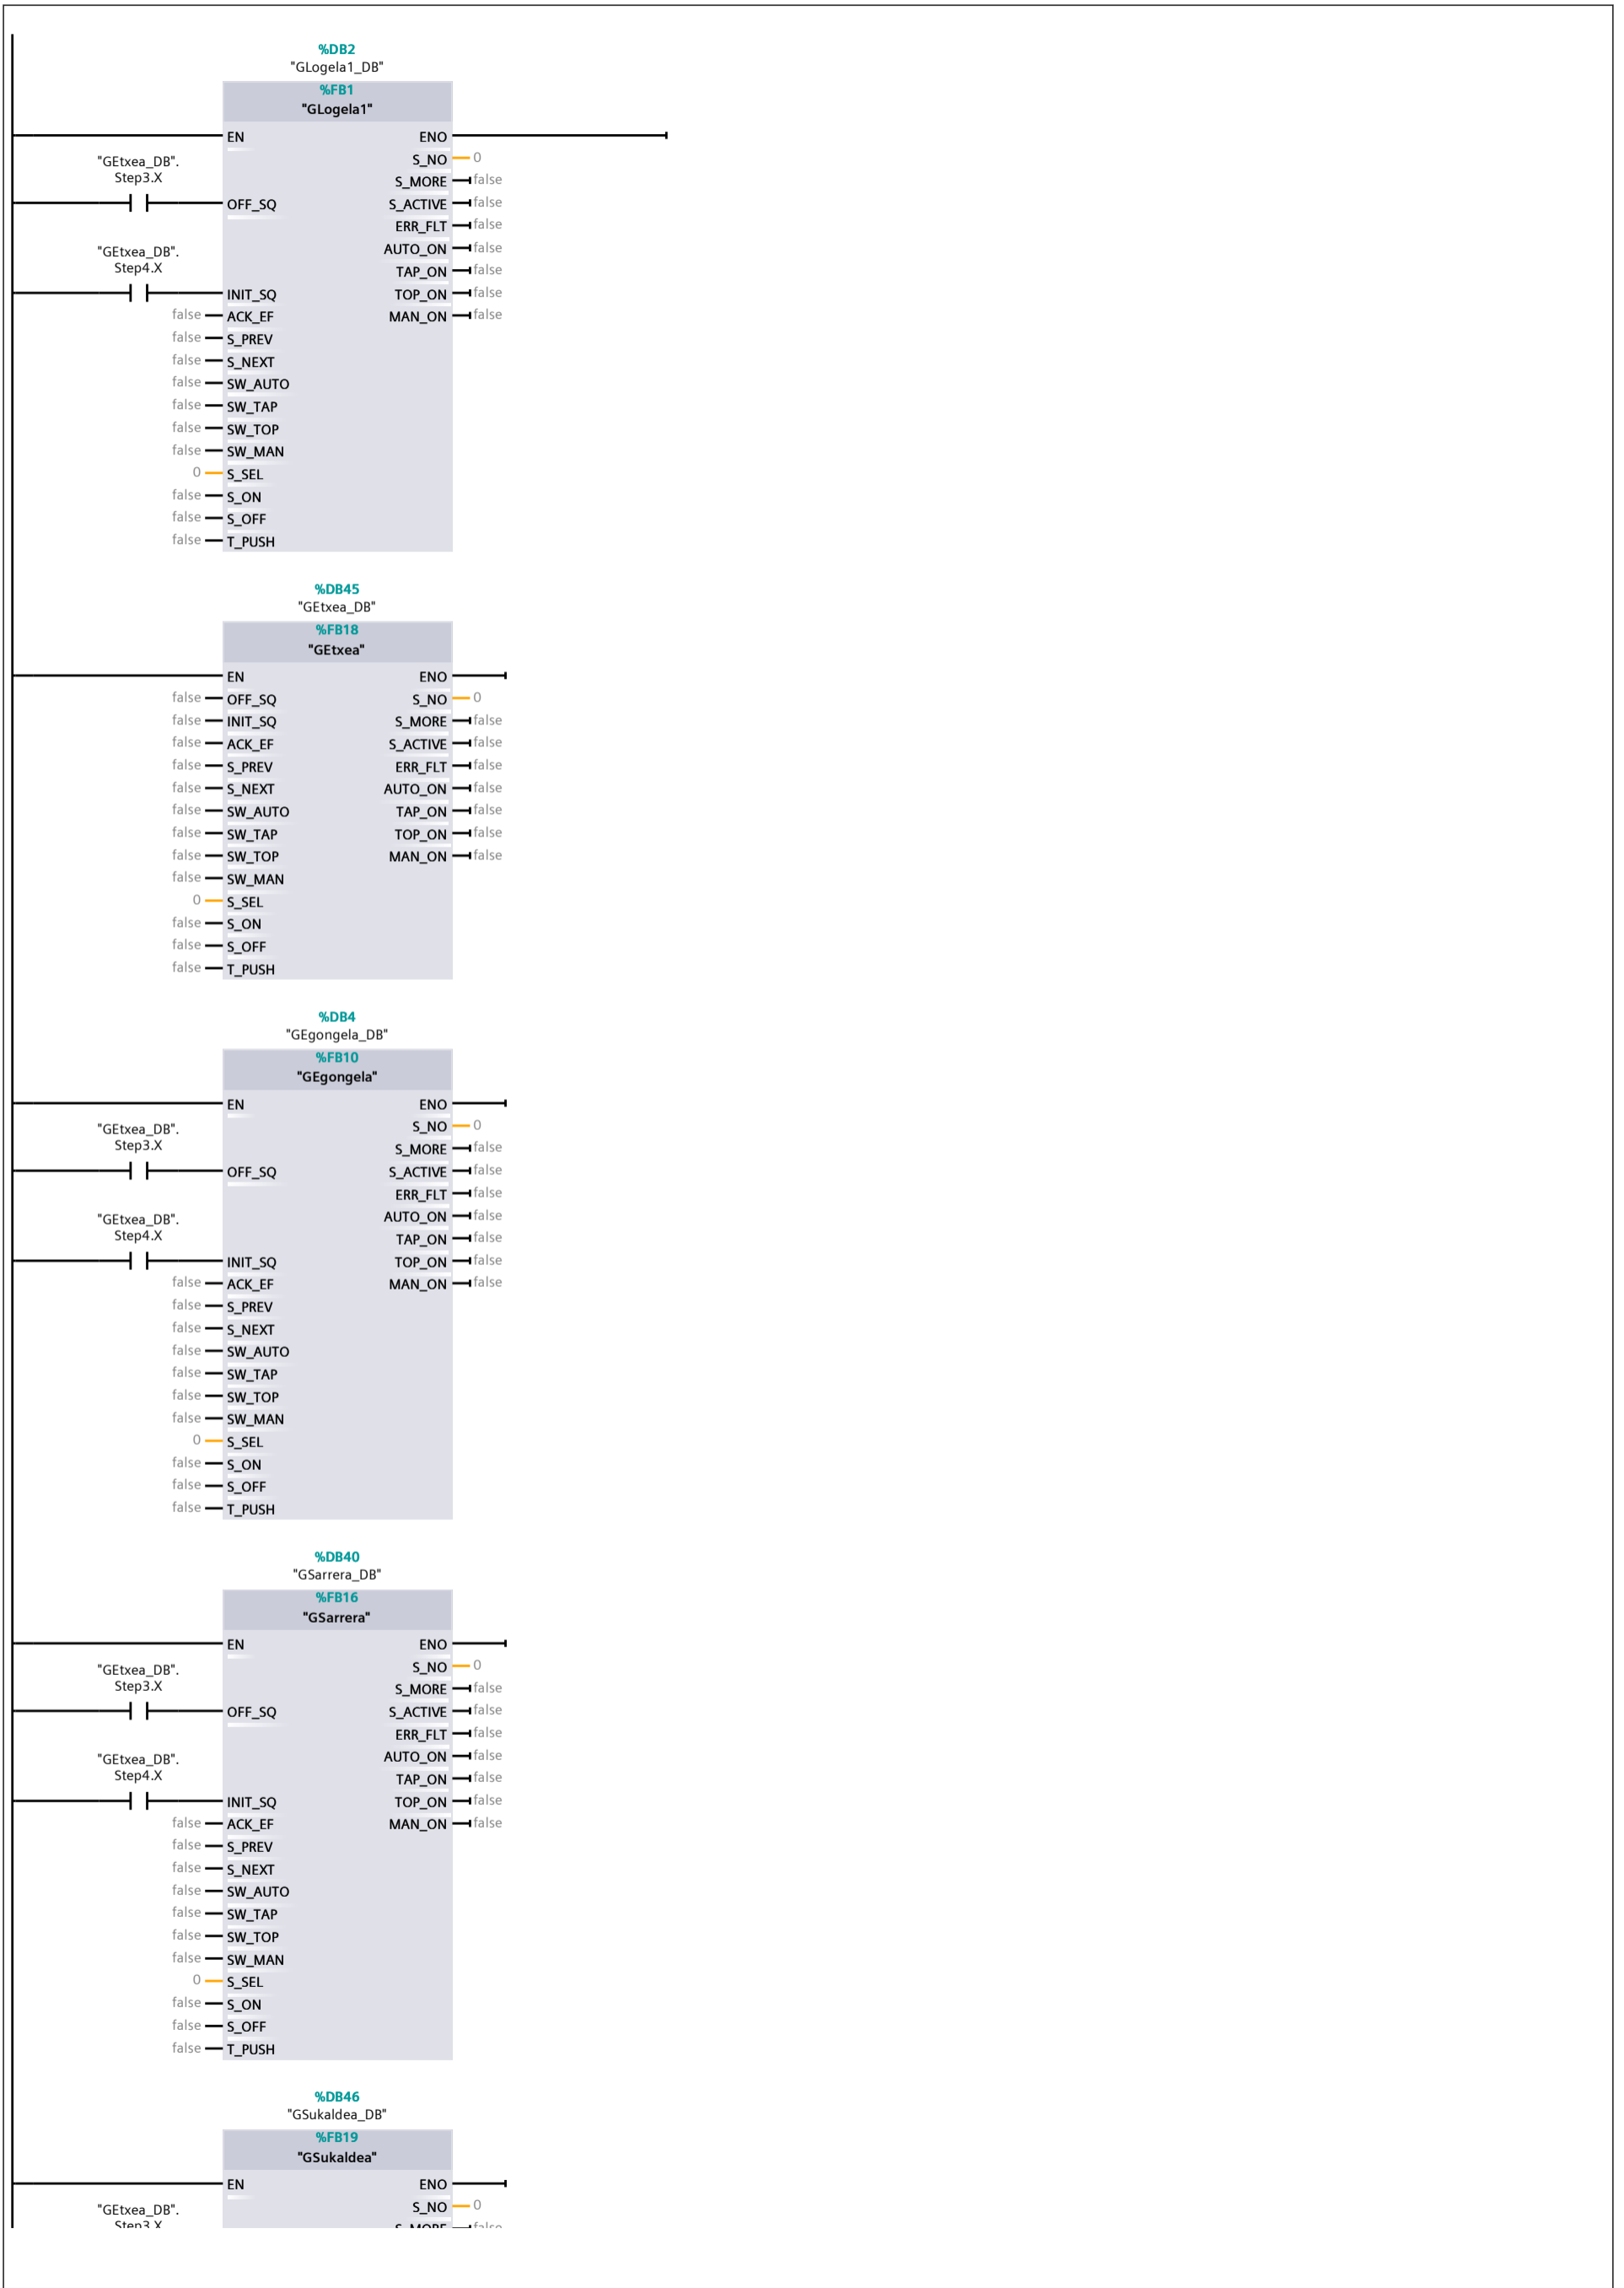 %DB2
"GLogela1_DB"
%FB1
"GLogela1"
EN ENO
S_NO 0
"GEtxea_DB".
Step3.X
S_MORE false
OFF_SQ S_ACTIVE false
ERR_FLT false
"GEtxea_DB".
Step4.X
AUTO_ON false
TAP_ON false
INIT_SQ TOP_ON false
false ACK_EF MAN_ON false
false S_PREV
false S_NEXT
false SW_AUTO
false SW_TAP
false SW_TOP
false SW_MAN
0 S_SEL
false S_ON
false S_OFF
false T_PUSH
%DB45
"GEtxea_DB"
%FB18
"GEtxea"
EN ENO
false OFF_SQ S_NO 0
false INIT_SQ S_MORE false
false ACK_EF S_ACTIVE false
false S_PREV ERR_FLT false
false S_NEXT AUTO_ON false
false SW_AUTO TAP_ON false
false SW_TAP TOP_ON false
false SW_TOP MAN_ON false
false SW_MAN
0 S_SEL
false S_ON
false S_OFF
false T_PUSH
%DB4
"GEgongela_DB"
%FB10
"GEgongela"
EN ENO
S_NO 0
"GEtxea_DB".
Step3.X
S_MORE false
OFF_SQ S_ACTIVE false
ERR_FLT false
"GEtxea_DB".
Step4.X
AUTO_ON false
TAP_ON false
INIT_SQ TOP_ON false
false ACK_EF MAN_ON false
false S_PREV
false S_NEXT
false SW_AUTO
false SW_TAP
false SW_TOP
false SW_MAN
0 S_SEL
false S_ON
false S_OFF
false T_PUSH
%DB40
"GSarrera_DB"
%FB16
"GSarrera"
EN ENO
S_NO 0
"GEtxea_DB".
Step3.X
S_MORE false
OFF_SQ S_ACTIVE false
ERR_FLT false
"GEtxea_DB".
Step4.X
AUTO_ON false
TAP_ON false
INIT_SQ TOP_ON false
false ACK_EF MAN_ON false
false S_PREV
false S_NEXT
false SW_AUTO
false SW_TAP
false SW_TOP
false SW_MAN
0 S_SEL
false S_ON
false S_OFF
false T_PUSH
%DB46
"GSukaldea_DB"
%FB19
"GSukaldea"
EN ENO
S_NO 0
"GEtxea_DB".
Step3.X
S_MORE false